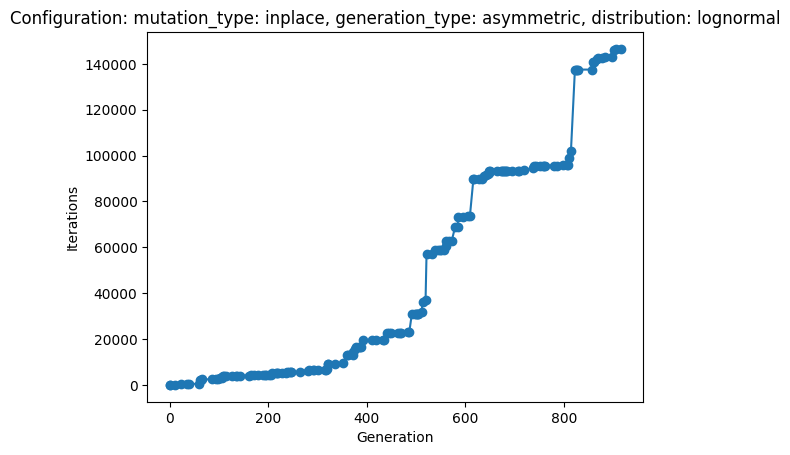 Configuration: mutation_type: inplace, generation_type: asymmetric, distribution: lognormal
140000
120000
100000
80000
60000
40000
20000
0
Iterations
0 200 400 600 800
Generation